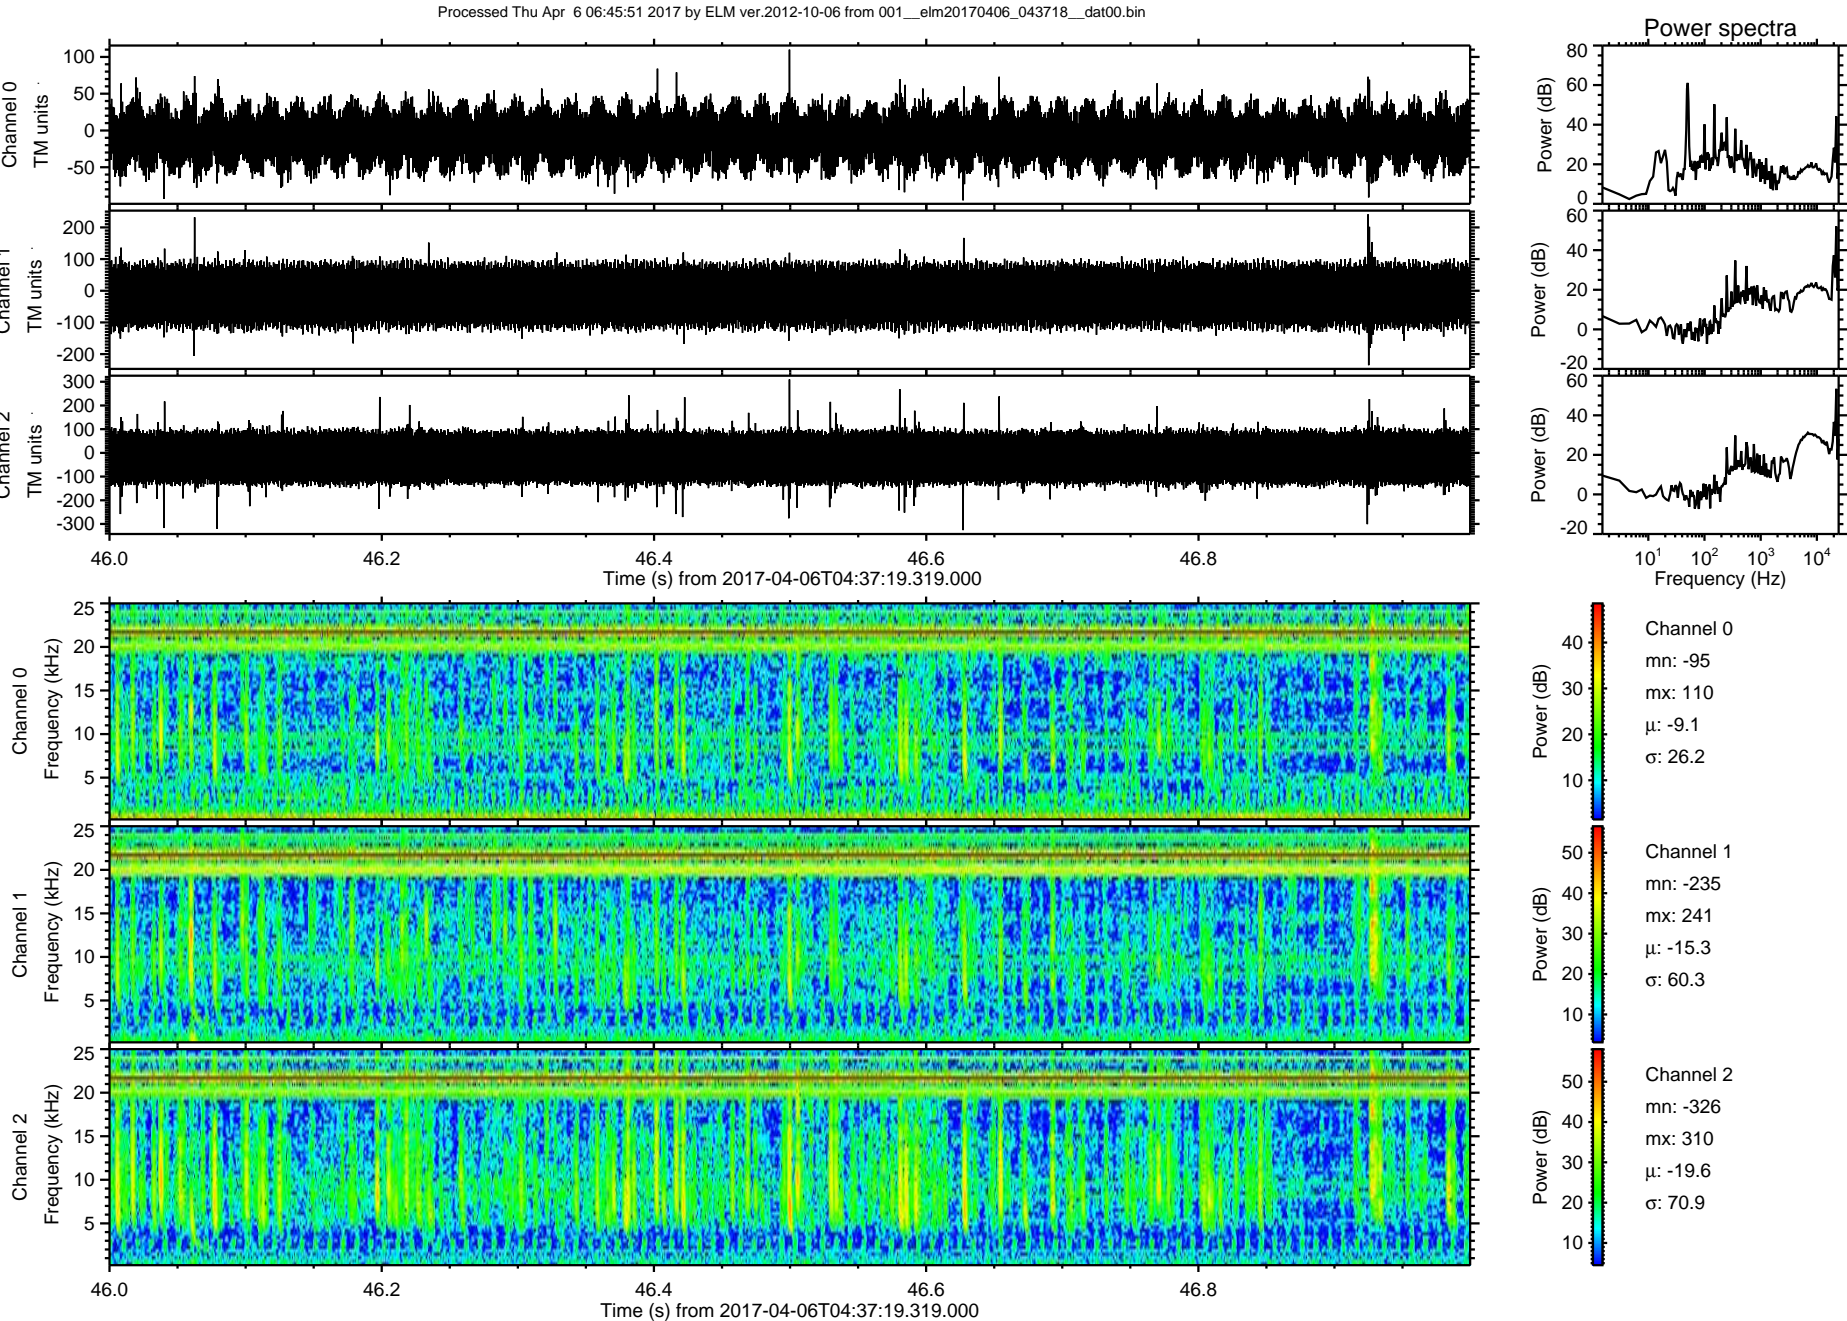 Processed Thu Apr  6 06:45:51 2017 by ELM ver.2012-10-06 from 001__elm20170406_043718__dat00.bin
Power spectra
Channel 0
TM units
100
50
0
-50
Power (dB)
80
60
40
20
0
Channel 1
TM units
200
100
0
-100
-200
Power (dB)
60
40
20
0
-20
Channel 2
TM units
300
200
100
0
-100
-200
-300
Power (dB)
60
40
20
0
-20
46.0 46.2 46.4 46.6 46.8
Time (s) from 2017-04-06T04:37:19.319.000
10¹ 10² 10³ 10⁴
Frequency (Hz)
Channel 0
Frequency (kHz)
25
20
15
10
5
Power (dB)
40
30
20
10
Channel 0
mn: -95
mx: 110
μ: -9.1
σ: 26.2
Channel 1
Frequency (kHz)
25
20
15
10
5
Power (dB)
50
40
30
20
10
Channel 1
mn: -235
mx: 241
μ: -15.3
σ: 60.3
Channel 2
Frequency (kHz)
25
20
15
10
5
Power (dB)
50
40
30
20
10
Channel 2
mn: -326
mx: 310
μ: -19.6
σ: 70.9
46.0 46.2 46.4 46.6 46.8
Time (s) from 2017-04-06T04:37:19.319.000